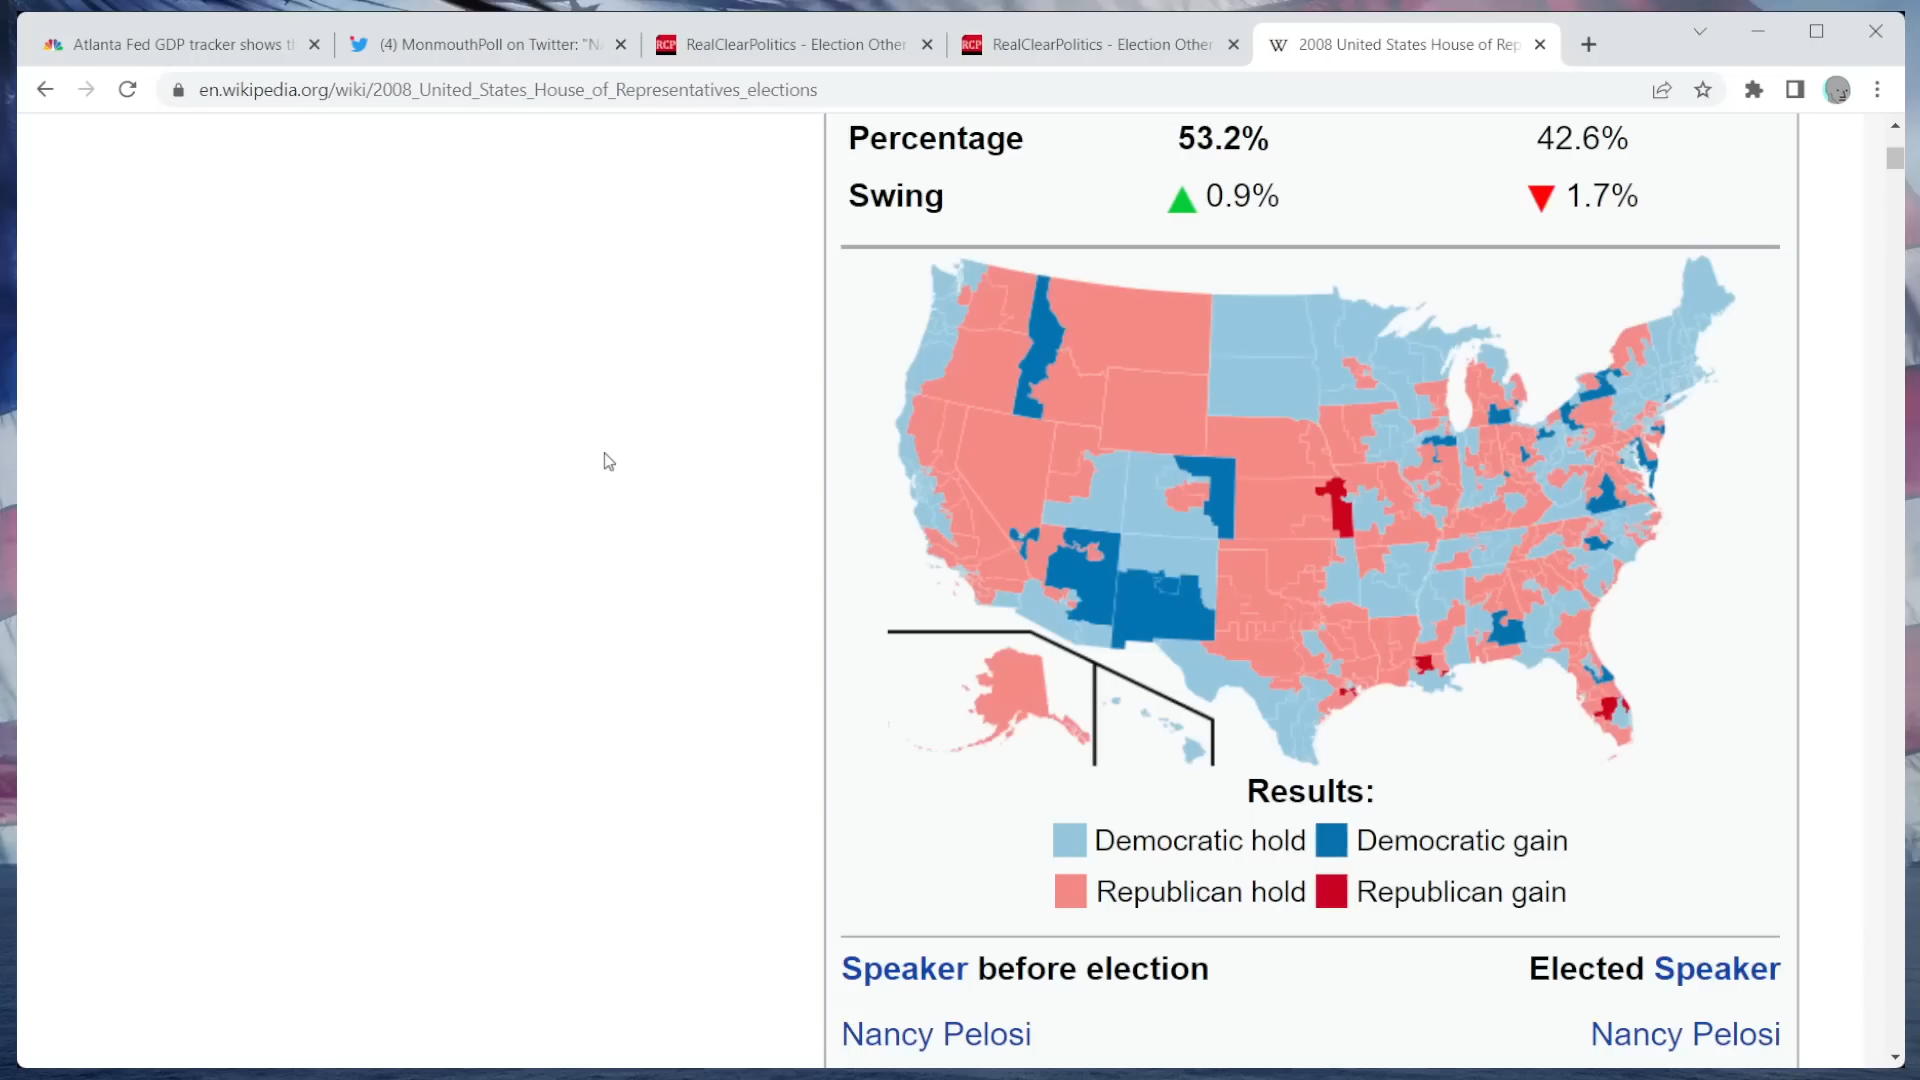 Atlanta Fed GDP tracker shows t
(4) MonmouthPoll on Twitter: "N
RCP RealClearPolitics - Election Other
RCP RealClearPolitics - Election Other
W 2008 United States House of Rep
en.wikipedia.org/wiki/2008_United_States_House_of_Representatives_elections
Percentage 53.2% 42.6%
Swing 0.9% 1.7%
Results:
Democratic hold Democratic gain
Republican hold Republican gain
Speaker before election Elected Speaker
Nancy Pelosi Nancy Pelosi